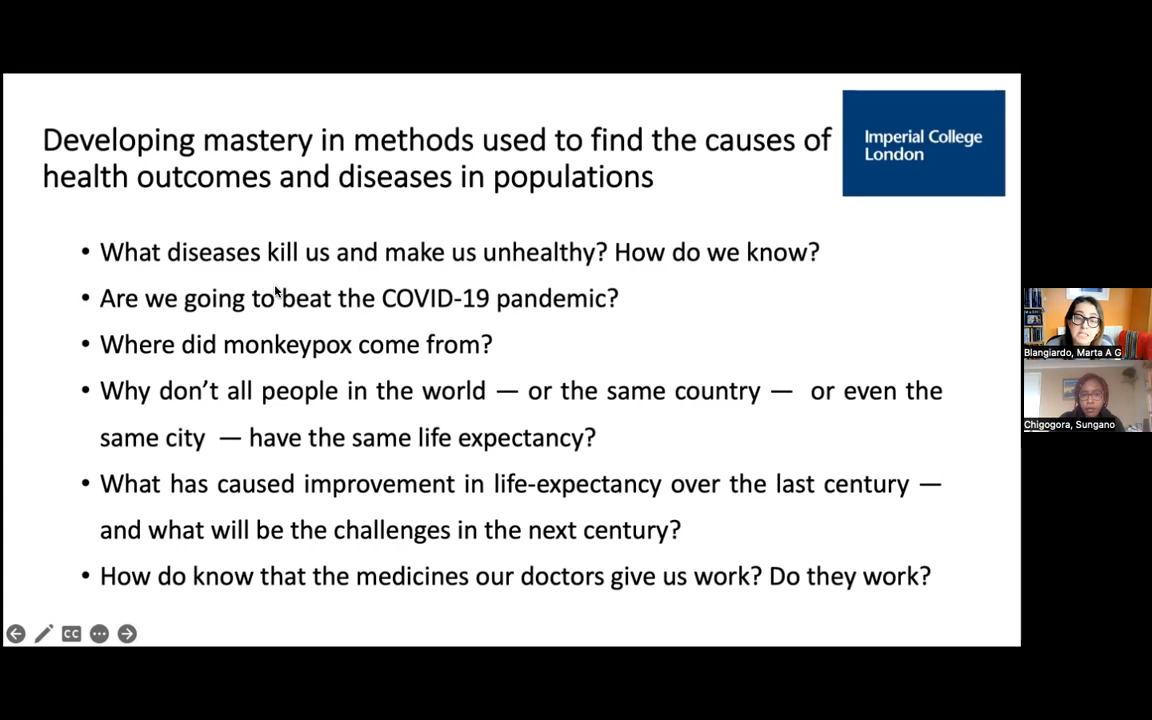 Developing mastery in methods used to find the causes of
health outcomes and diseases in populations
Imperial College
London
• What diseases kill us and make us unhealthy? How do we know?
• Are we going to beat the COVID-19 pandemic?
• Where did monkeypox come from?
• Why don’t all people in the world — or the same country — or even the
same city — have the same life expectancy?
• What has caused improvement in life-expectancy over the last century —
and what will be the challenges in the next century?
• How do know that the medicines our doctors give us work? Do they work?
CC
Blangiardo, Marta A G
Chigogora, Sungano